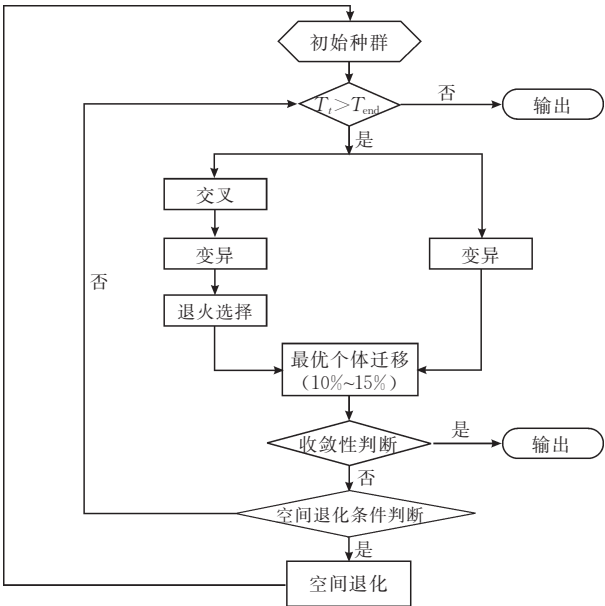 初始种群
T_t>T_end
否
输出
是
交叉
变异
变异
否
退火选择
最优个体迁移
（10%~15%）
收敛性判断
是
输出
否
空间退化条件判断
是
空间退化